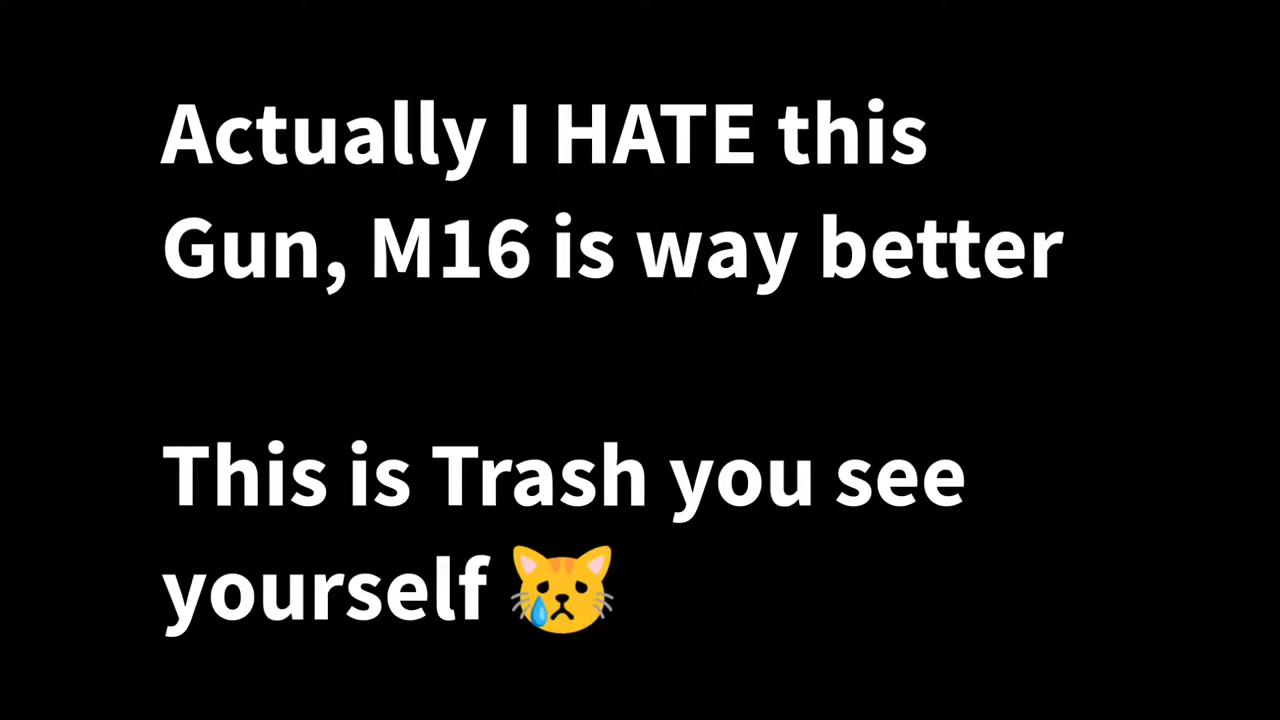 Actually I HATE this
Gun, M16 is way better
This is Trash you see
yourself 😿